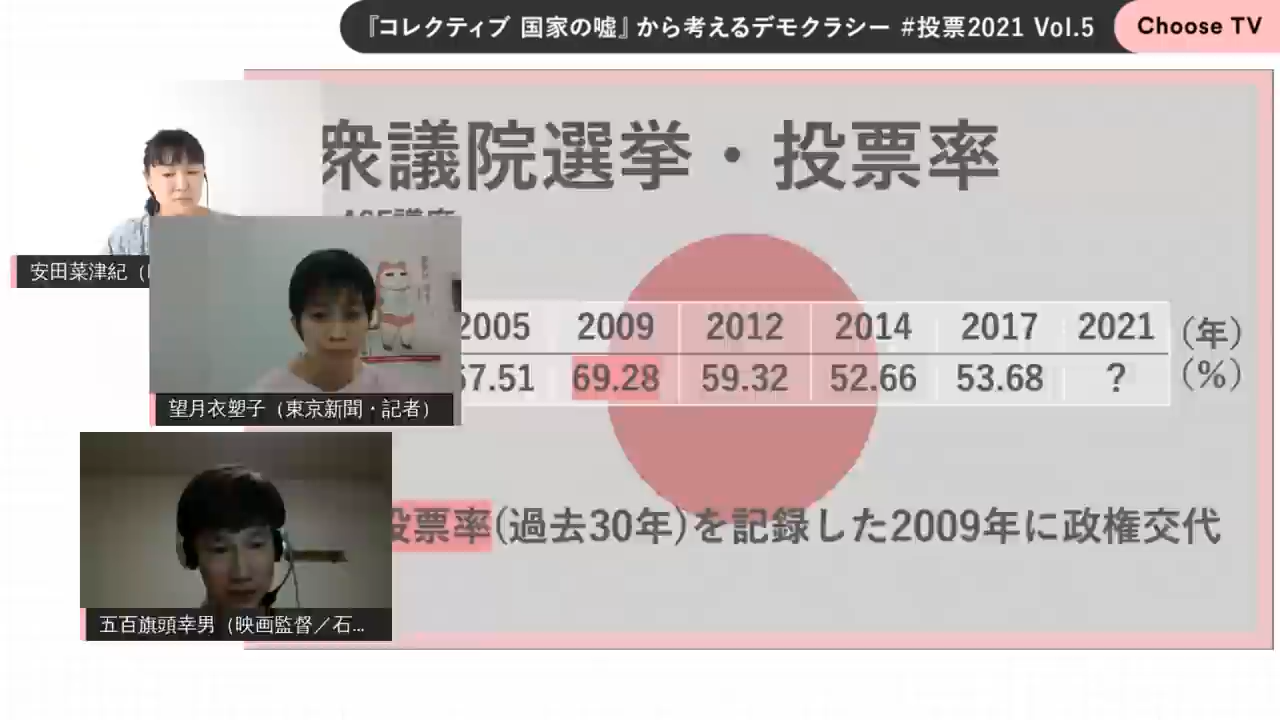 『コレクティブ 国家の嘘』から考えるデモクラシー #投票2021 Vol.5
Choose TV
衆議院選挙・投票率
安田菜津紀（
2005 2009 2012 2014 2017 2021 （年）
67.51 69.28 59.32 52.66 53.68 ? （%）
望月衣塑子（東京新聞・記者）
投票率(過去30年)を記録した2009年に政権交代
五百旗頭幸男（映画監督／石...